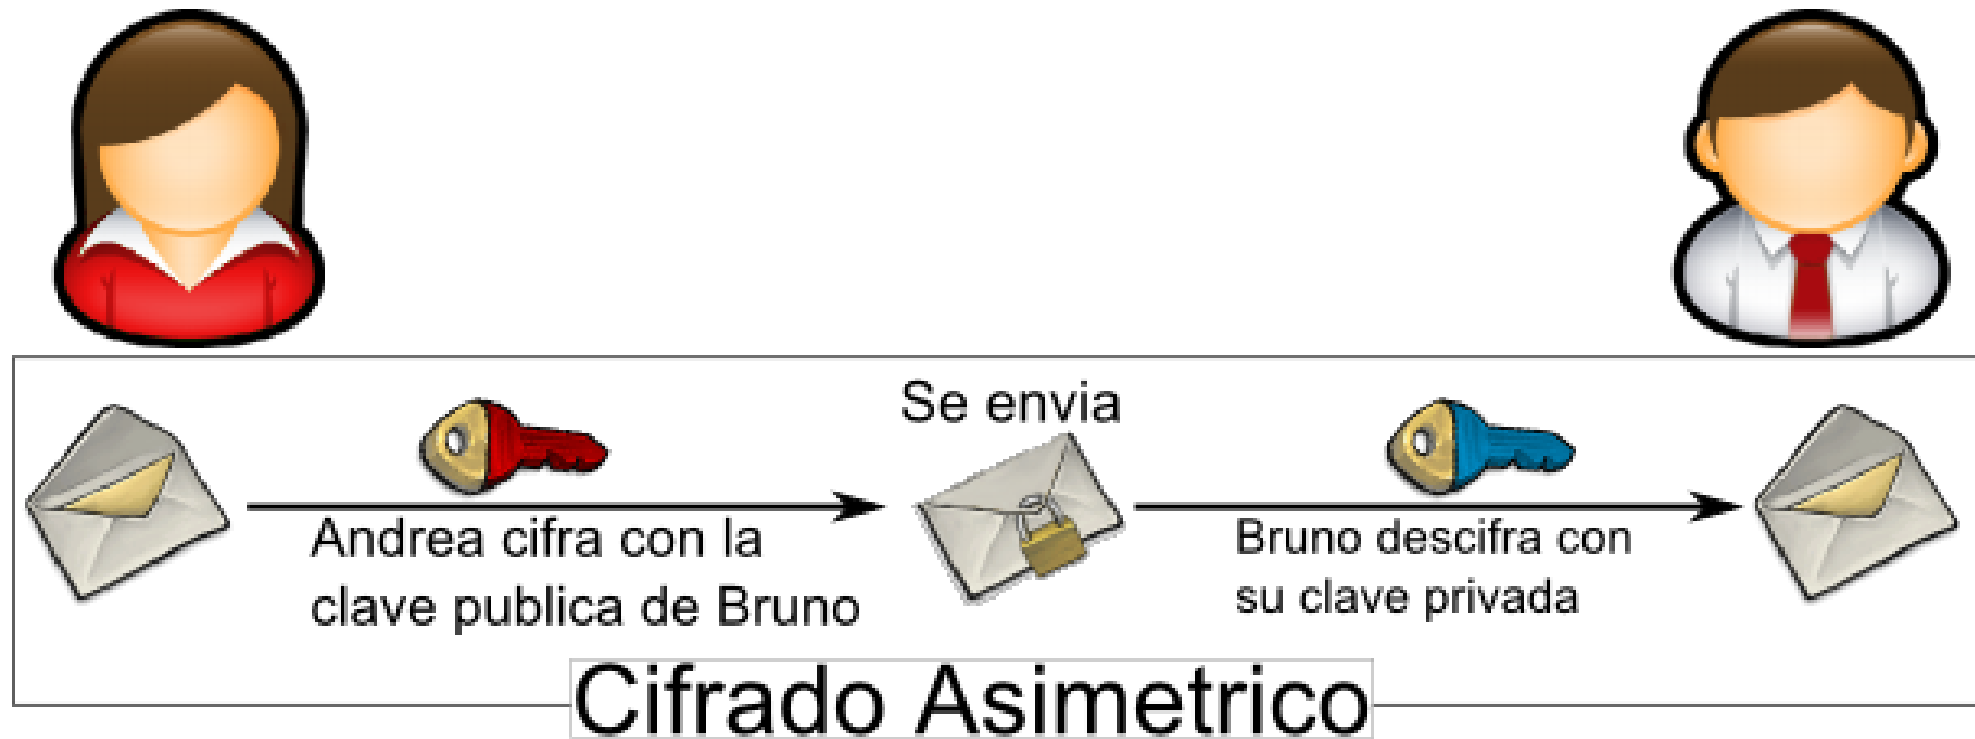 Se envia
Andrea cifra con la
clave publica de Bruno
Bruno descifra con
su clave privada
Cifrado Asimetrico